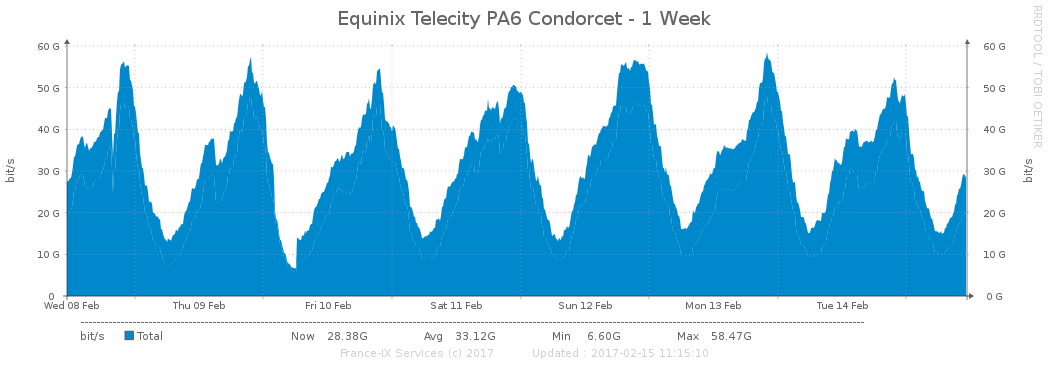 Equinix Telecity PA6 Condorcet - 1 Week
RRDTOOL / TOBI OETIKER
60 G 60 G
50 G 50 G
40 G 40 G
30 G 30 G
20 G 20 G
10 G 10 G
0 0 G
bit/s
bit/s
Wed 08 Feb Thu 09 Feb Fri 10 Feb Sat 11 Feb Sun 12 Feb Mon 13 Feb Tue 14 Feb
bit/s Total Now 28.38G Avg 33.12G Min 6.60G Max 58.47G
France-IX Services (c) 2017 Updated : 2017-02-15 11:15:10